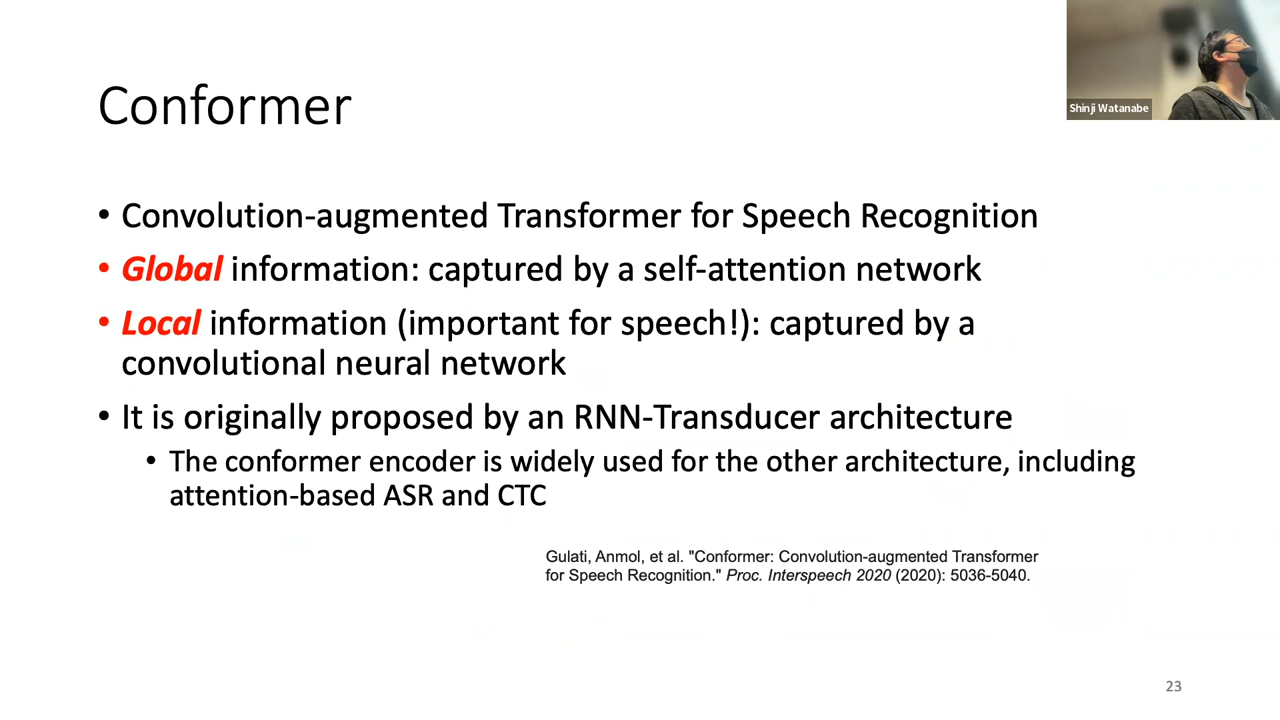 Shinji Watanabe
Conformer
• Convolution-augmented Transformer for Speech Recognition
• Global information: captured by a self-attention network
• Local information (important for speech!): captured by a
convolutional neural network
• It is originally proposed by an RNN-Transducer architecture
• The conformer encoder is widely used for the other architecture, including
attention-based ASR and CTC
Gulati, Anmol, et al. "Conformer: Convolution-augmented Transformer
for Speech Recognition." Proc. Interspeech 2020 (2020): 5036-5040.
23